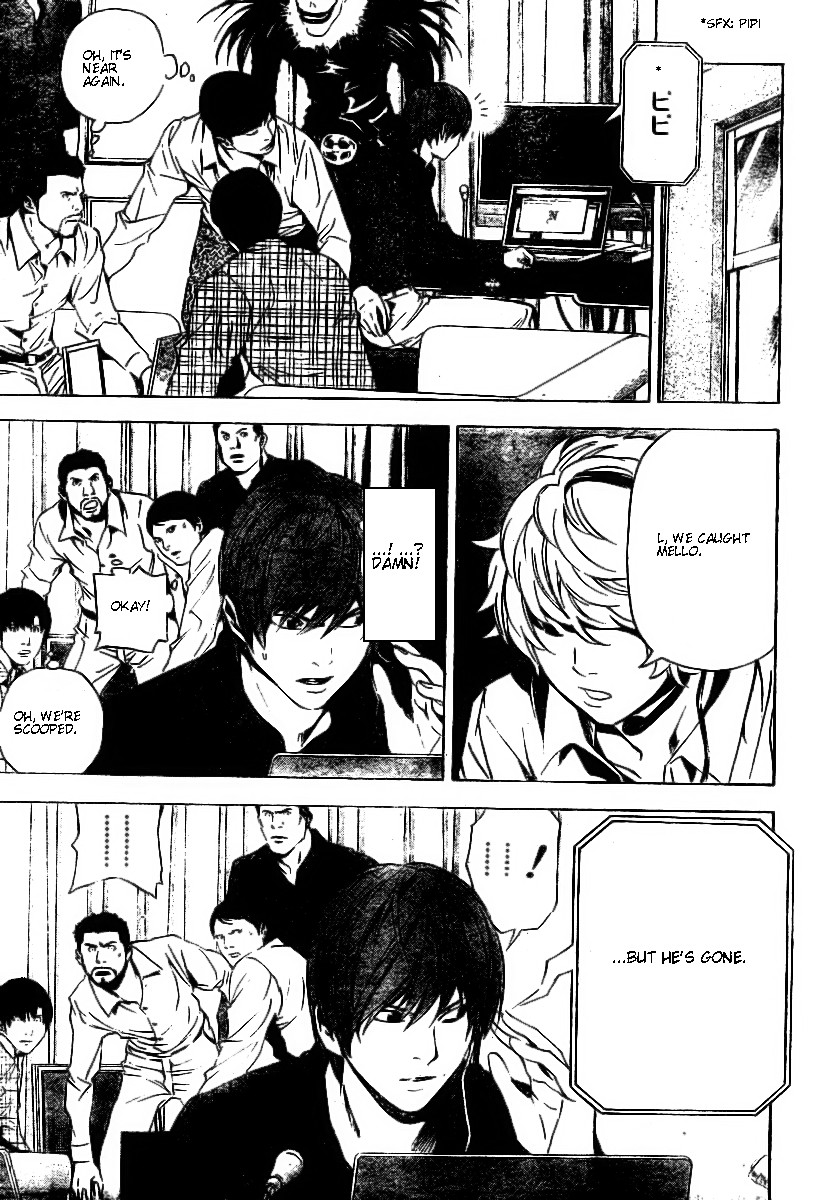 *SFX: PIPI
*
ピピ
OH, IT'S
NEAR
AGAIN.
N
L, WE CAUGHT
MELLO.
...! ...?
DAMN!
OKAY!
OH, WE'RE
SCOOPED.
...BUT HE'S GONE.
!